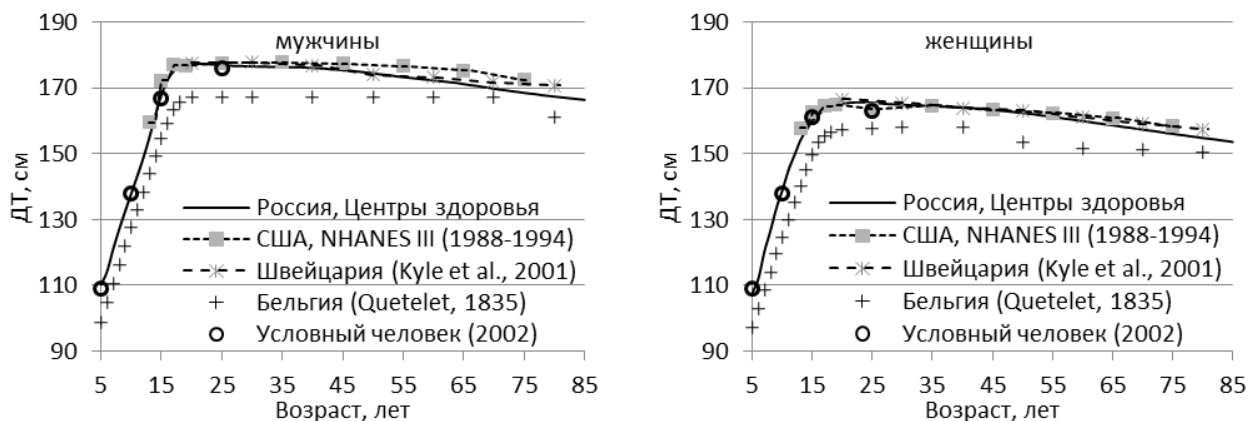 мужчины
190
170
150
130
110
90
ДТ, см
Россия, Центры здоровья
США, NHANES III (1988-1994)
Швейцария (Kyle et al., 2001)
Бельгия (Quetelet, 1835)
Условный человек (2002)
5 15 25 35 45 55 65 75 85
Возраст, лет
женщины
190
170
150
130
110
90
ДТ, см
Россия, Центры здоровья
США, NHANES III (1988-1994)
Швейцария (Kyle et al., 2001)
Бельгия (Quetelet, 1835)
Условный человек (2002)
5 15 25 35 45 55 65 75 85
Возраст, лет